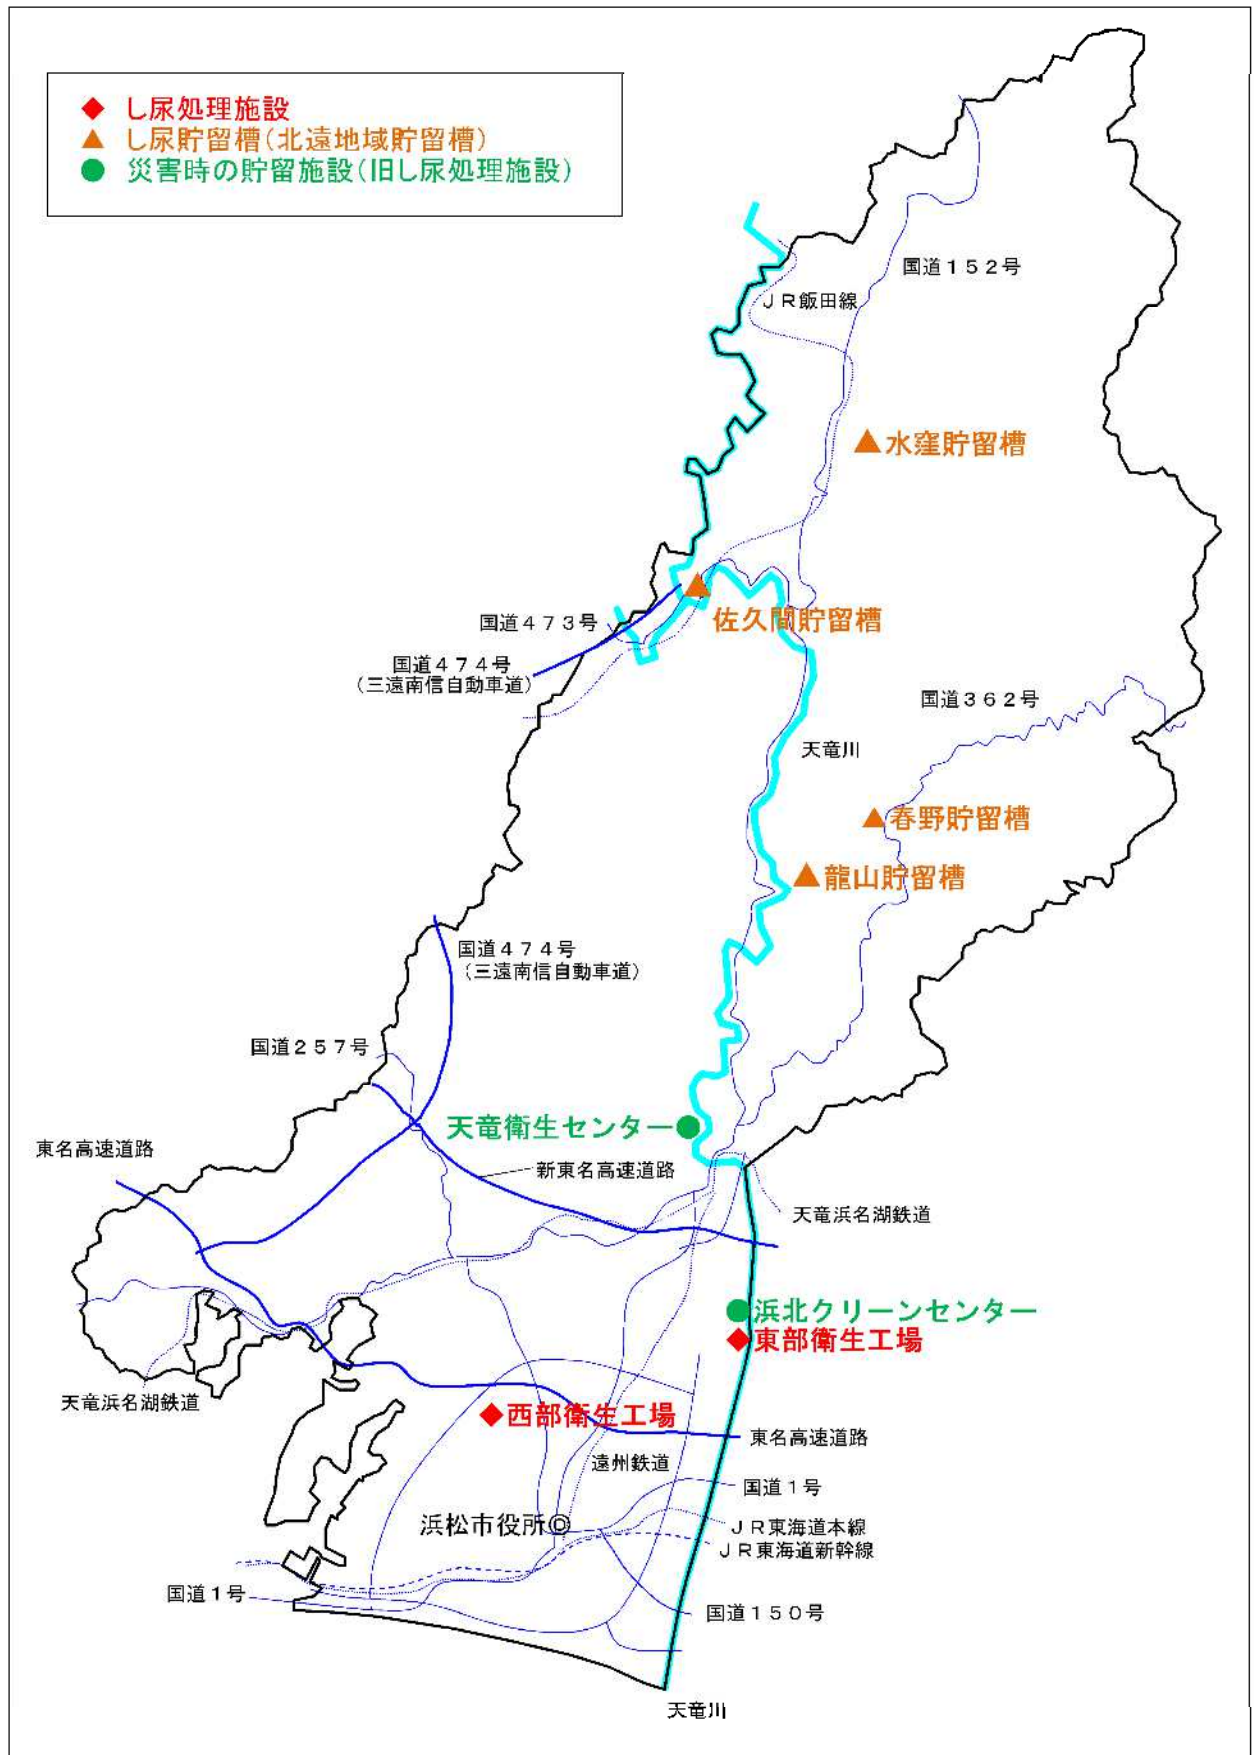 し尿処理施設
し尿貯留槽(北遠地域貯留槽)
災害時の貯留施設(旧し尿処理施設)
国道１５２号
ＪＲ飯田線
水窪貯留槽
佐久間貯留槽
国道４７３号
国道４７４号
(三遠南信自動車道)
国道３６２号
天竜川
春野貯留槽
龍山貯留槽
国道４７４号
(三遠南信自動車道)
国道２５７号
天竜衛生センター
東名高速道路
新東名高速道路
天竜浜名湖鉄道
浜北クリーンセンター
東部衛生工場
天竜浜名湖鉄道
西部衛生工場
東名高速道路
遠州鉄道
国道１号
浜松市役所◎
ＪＲ東海道本線
ＪＲ東海道新幹線
国道１号
国道１５０号
天竜川